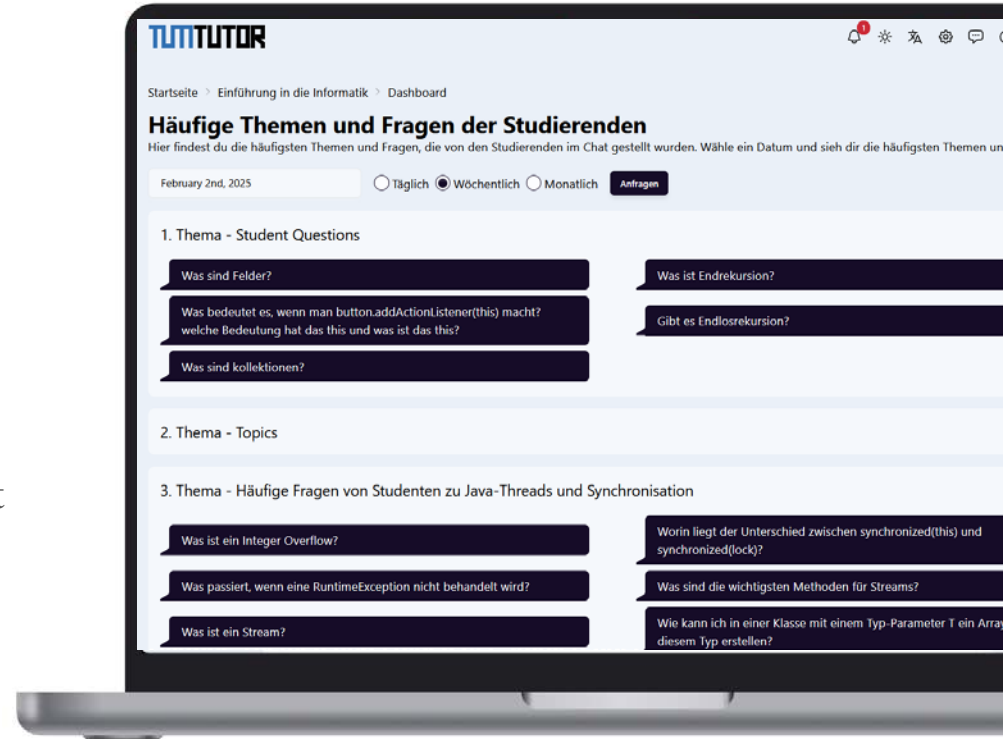 TUMTUTOR
1
Startseite > Einführung in die Informatik > Dashboard
Häufige Themen und Fragen der Studierenden
Hier findest du die häufigsten Themen und Fragen, die von den Studierenden im Chat gestellt wurden. Wähle ein Datum und sieh dir die häufigsten Themen un
February 2nd, 2025 Täglich Wöchentlich Monatlich Anfragen
1. Thema - Student Questions
Was sind Felder?
Was ist Endrekursion?
Was bedeutet es, wenn man button.addActionListener(this) macht?
welche Bedeutung hat das this und was ist das this?
Gibt es Endlosrekursion?
Was sind kollektionen?
2. Thema - Topics
t
3. Thema - Häufige Fragen von Studenten zu Java-Threads und Synchronisation
Was ist ein Integer Overflow?
Worin liegt der Unterschied zwischen synchronized(this) und
synchronized(lock)?
Was passiert, wenn eine RuntimeException nicht behandelt wird?
Was sind die wichtigsten Methoden für Streams?
Was ist ein Stream?
Wie kann ich in einer Klasse mit einem Typ-Parameter T ein Array
diesem Typ erstellen?